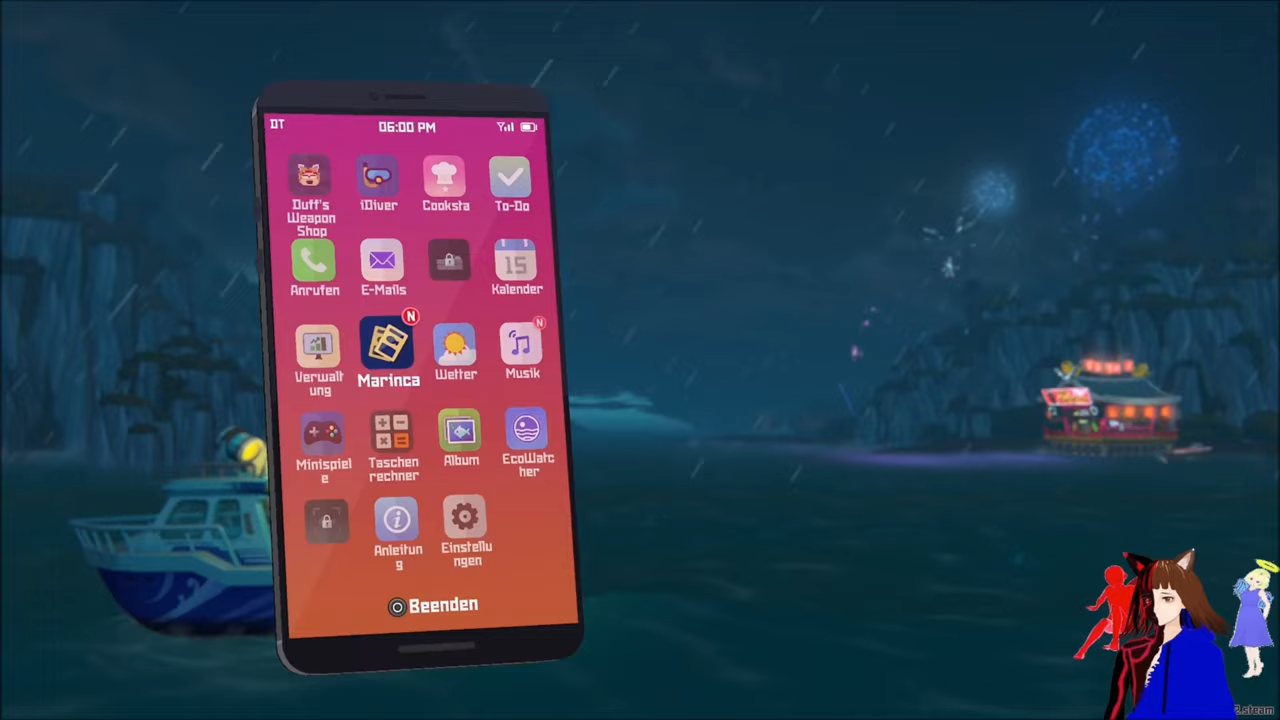 DT
06:00 PM
Duff's
Weapon
Shop
iDiver
Cooksta
To-Do
Anrufen
E-Mails
15
Kalender
N
N
Verwalt
ung
Marinca
Wetter
Musik
Minispiel
e
Taschen
rechner
Album
EcoWatc
her
Anleitun
g
Einstellu
ngen
Beenden